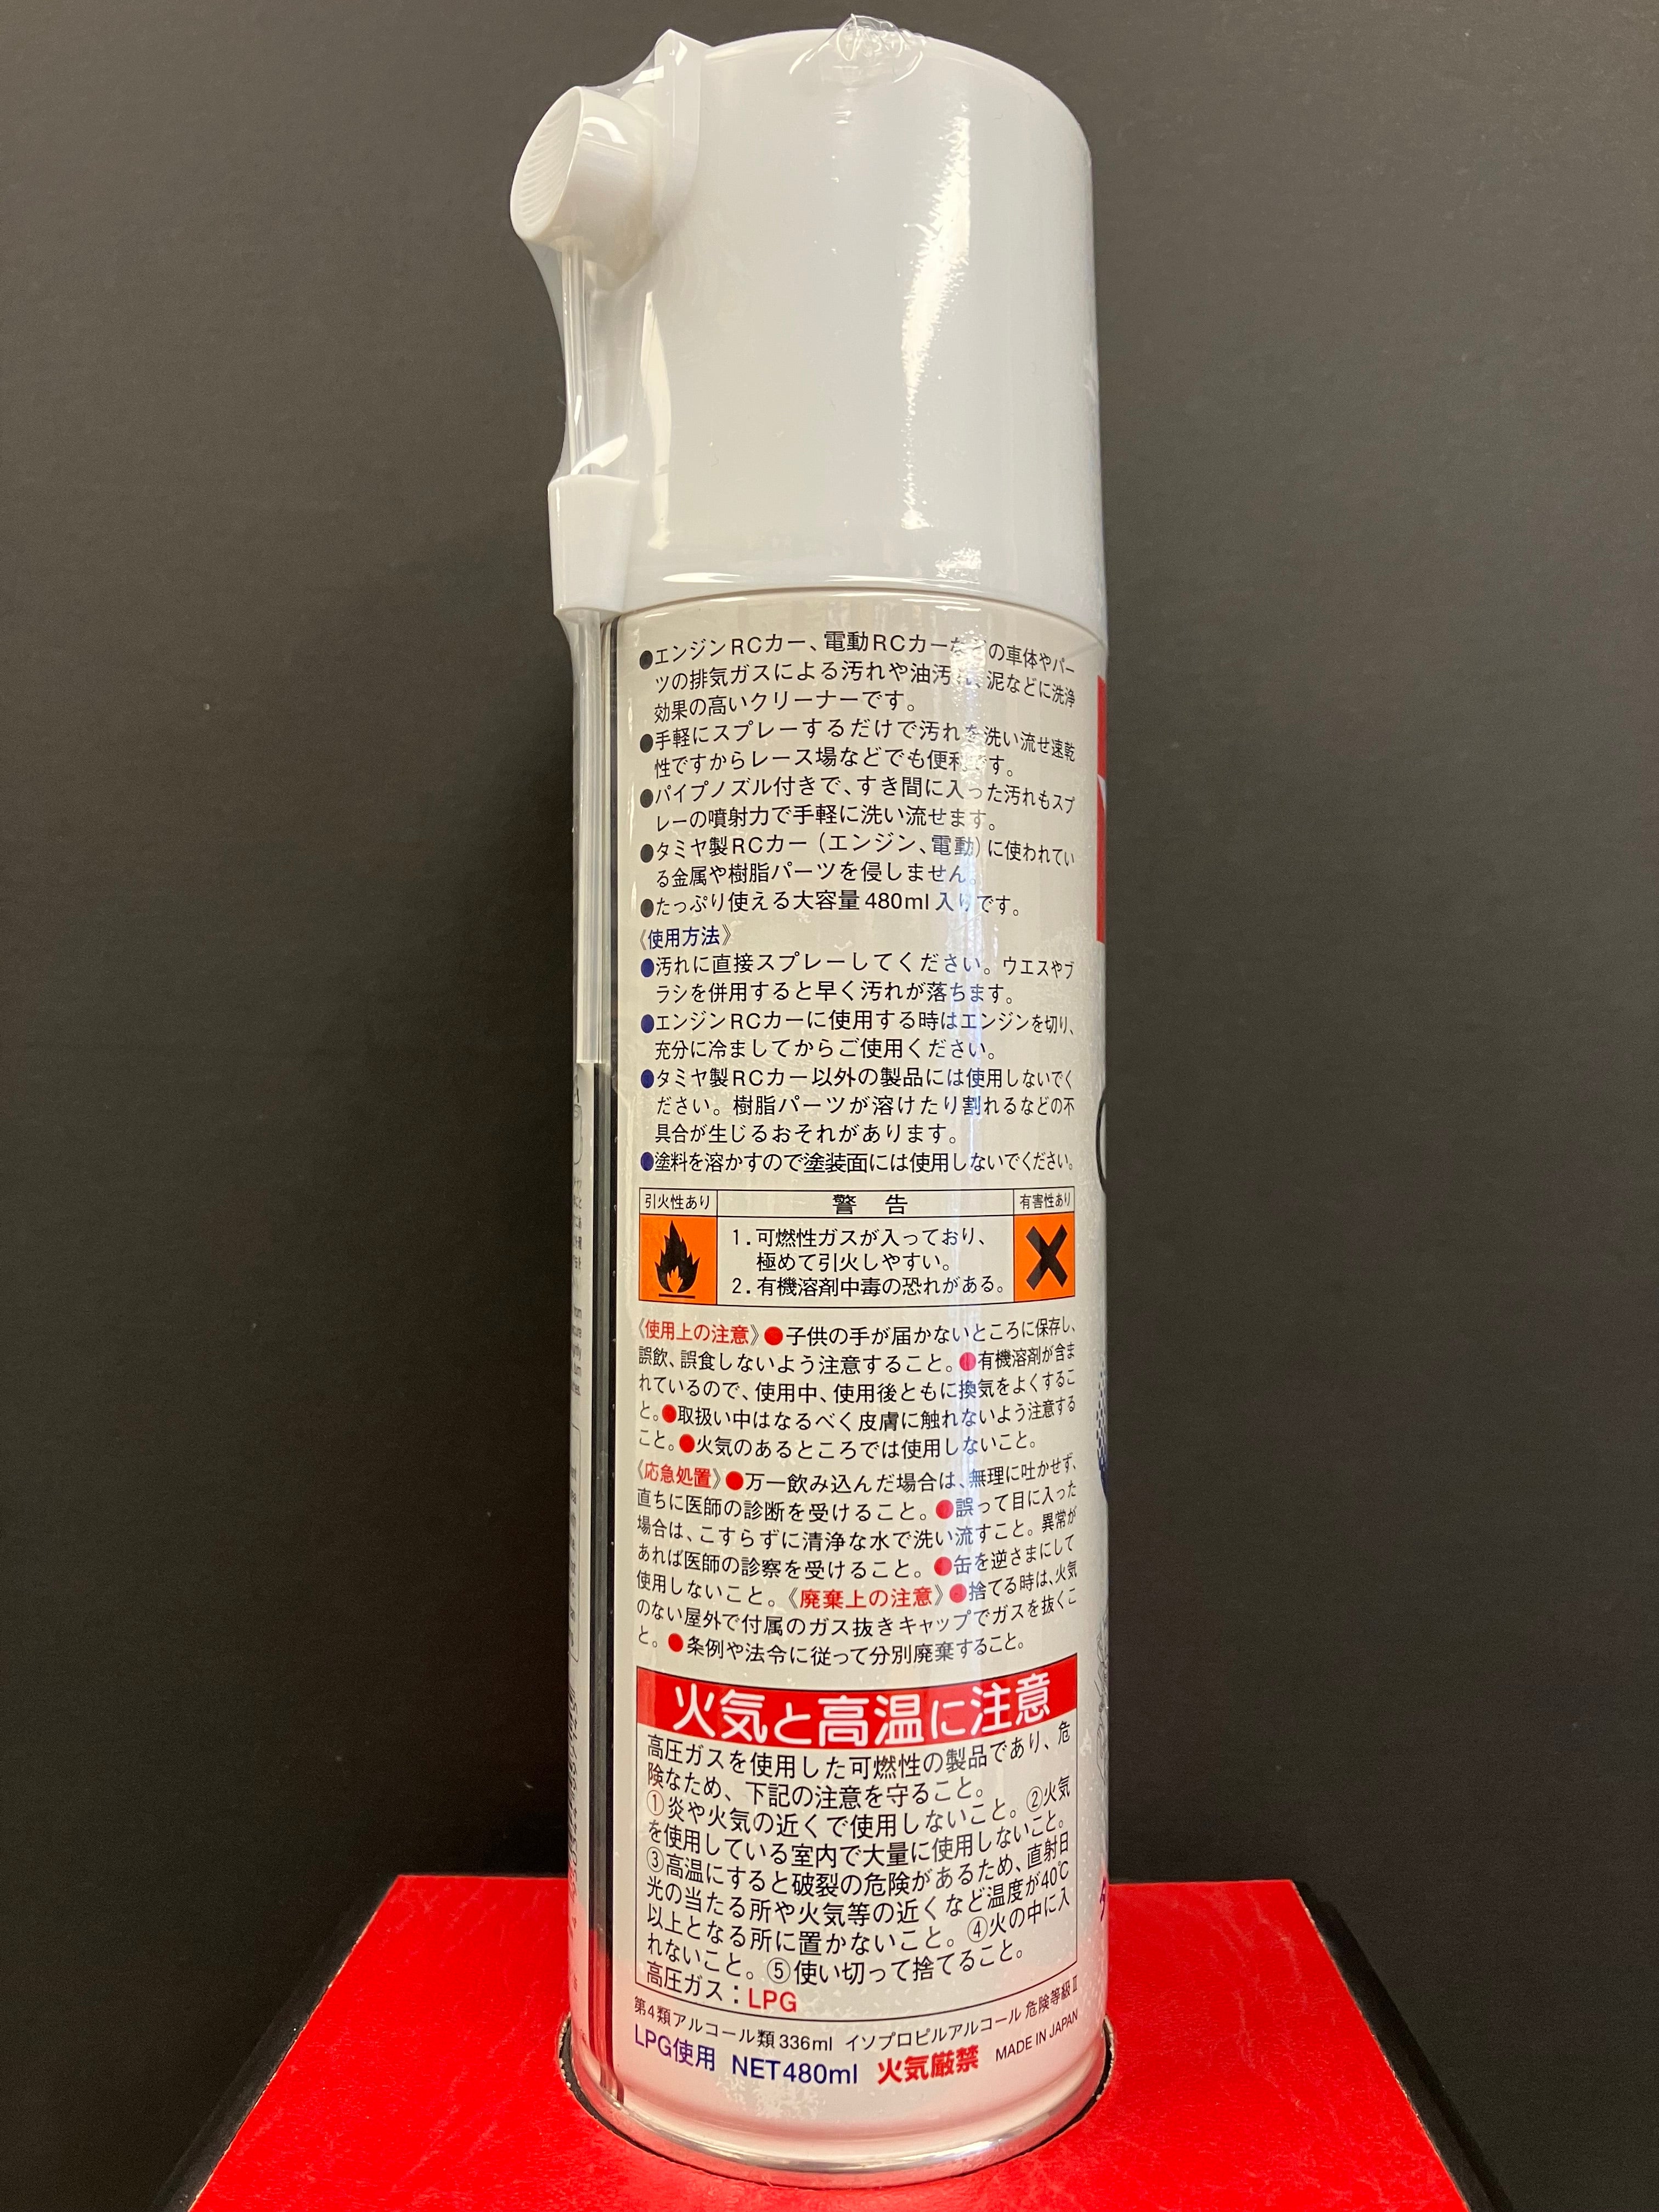 ●エンジンRCカー、電動RCカーなどの車体やパー
ツの排気ガスによる汚れや油汚れ、泥などに洗浄
効果の高いクリーナーです。
●手軽にスプレーするだけで汚れを洗い流せ速乾
性ですからレース場などでも便利です。
●パイプノズル付きで、すき間に入った汚れもスプ
レーの噴射力で手軽に洗い流せます。
●タミヤ製RCカー(エンジン、電動)に使われてい
る金属や樹脂パーツを侵しません。
●たっぷり使える大容量480ml入りです。
《使用方法》
●汚れに直接スプレーしてください。ウエスやブ
ラシを併用すると早く汚れが落ちます。
●エンジンRCカーに使用する時はエンジンを切り、
充分に冷ましてからご使用ください。
●タミヤ製RCカー以外の製品には使用しないでく
ださい。樹脂パーツが溶けたり割れるなどの不
具合が生じるおそれがあります。
●塗料を溶かすので塗装面には使用しないでください。
引火性あり 警告 有害性あり
1.可燃性ガスが入っており、
極めて引火しやすい。
2.有機溶剤中毒の恐れがある。
《使用上の注意》●子供の手が届かないところに保存し、
誤飲、誤食しないよう注意すること。●有機溶剤が含ま
れているので、使用中、使用後ともに換気をよくするこ
と。●取扱い中はなるべく皮膚に触れないよう注意する
こと。●火気のあるところでは使用しないこと。
《応急処置》●万一飲み込んだ場合は、無理に吐かせず、
直ちに医師の診断を受けること。●誤って目に入った
場合は、こすらずに清浄な水で洗い流すこと。異常が
あれば医師の診察を受けること。●缶を逆さまにして
使用しないこと。《廃棄上の注意》●捨てる時は、火気
のない屋外で付属のガス抜きキャップでガスを抜くこ
と。●条例や法令に従って分別廃棄すること。
火気と高温に注意
高圧ガスを使用した可燃性の製品であり、危
険なため、下記の注意を守ること。
①炎や火気の近くで使用しないこと。②火気
を使用している室内で大量に使用しないこと。
③高温にすると破裂の危険があるため、直射日
光の当たる所や火気等の近くなど温度が40℃
以上となる所に置かないこと。④火の中に入
れないこと。⑤使い切って捨てること。
高圧ガス:LPG
第4類アルコール類336ml イソプロピルアルコール 危険等級Ⅱ
LPG使用 NET480ml 火気厳禁 MADE IN JAPAN